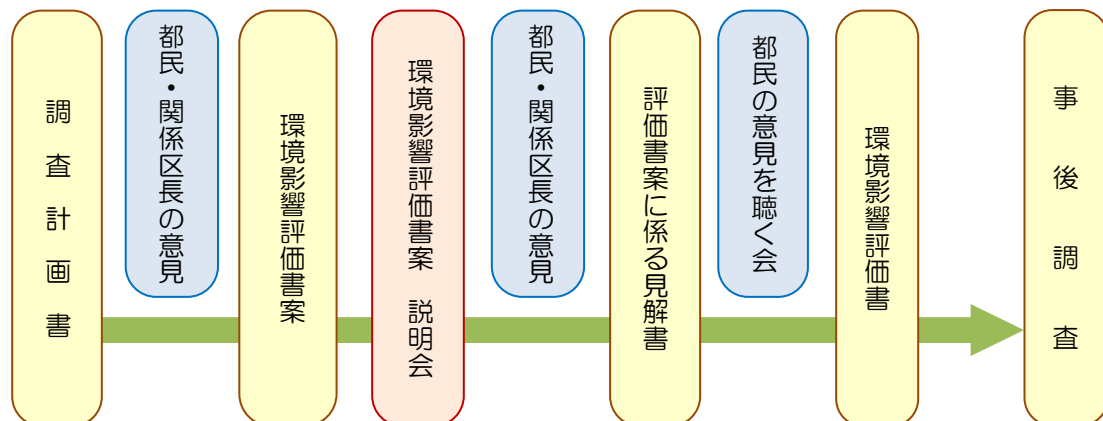 調査計画書
都民・関係区長の意見
環境影響評価書案
環境影響評価書案　説明会
都民・関係区長の意見
評価書案に係る見解書
都民の意見を聴く会
環境影響評価書
事後調査